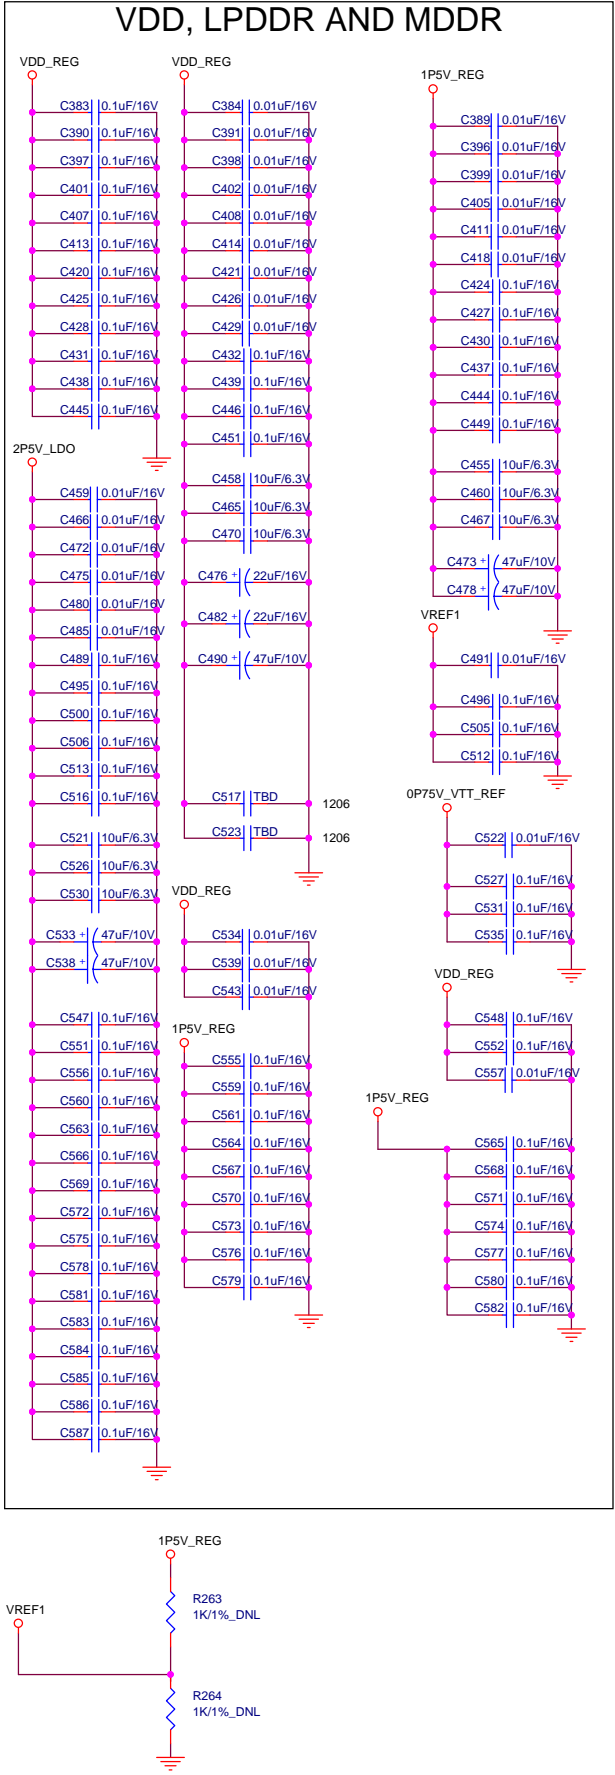 VDD, LPDDR AND MDDR
VDD_REG
C383 0.1uF/16V
C390 0.1uF/16V
C397 0.1uF/16V
C401 0.1uF/16V
C407 0.1uF/16V
C413 0.1uF/16V
C420 0.1uF/16V
C425 0.1uF/16V
C428 0.1uF/16V
C431 0.1uF/16V
C438 0.1uF/16V
C445 0.1uF/16V
2P5V_LDO
C459 0.01uF/16V
C466 0.01uF/16V
C472 0.01uF/16V
C475 0.01uF/16V
C480 0.01uF/16V
C485 0.01uF/16V
C489 0.1uF/16V
C495 0.1uF/16V
C500 0.1uF/16V
C506 0.1uF/16V
C513 0.1uF/16V
C516 0.1uF/16V
C521 10uF/6.3V
C526 10uF/6.3V
C530 10uF/6.3V
C533 + 47uF/10V
C538 + 47uF/10V
C547 0.1uF/16V
C551 0.1uF/16V
C556 0.1uF/16V
C560 0.1uF/16V
C563 0.1uF/16V
C566 0.1uF/16V
C569 0.1uF/16V
C572 0.1uF/16V
C575 0.1uF/16V
C578 0.1uF/16V
C581 0.1uF/16V
C583 0.1uF/16V
C584 0.1uF/16V
C585 0.1uF/16V
C586 0.1uF/16V
C587 0.1uF/16V
VDD_REG
C384 0.01uF/16V
C391 0.01uF/16V
C398 0.01uF/16V
C402 0.01uF/16V
C408 0.01uF/16V
C414 0.01uF/16V
C421 0.01uF/16V
C426 0.01uF/16V
C429 0.01uF/16V
C432 0.1uF/16V
C439 0.1uF/16V
C446 0.1uF/16V
C451 0.1uF/16V
C458 10uF/6.3V
C465 10uF/6.3V
C470 10uF/6.3V
C476 + 22uF/16V
C482 + 22uF/16V
C490 + 47uF/10V
C517 TBD 1206
C523 TBD 1206
VDD_REG
C534 0.01uF/16V
C539 0.01uF/16V
C543 0.01uF/16V
1P5V_REG
C555 0.1uF/16V
C559 0.1uF/16V
C561 0.1uF/16V
C564 0.1uF/16V
C567 0.1uF/16V
C570 0.1uF/16V
C573 0.1uF/16V
C576 0.1uF/16V
C579 0.1uF/16V
1P5V_REG
C389 0.01uF/16V
C396 0.01uF/16V
C399 0.01uF/16V
C405 0.01uF/16V
C411 0.01uF/16V
C418 0.01uF/16V
C424 0.1uF/16V
C427 0.1uF/16V
C430 0.1uF/16V
C437 0.1uF/16V
C444 0.1uF/16V
C449 0.1uF/16V
C455 10uF/6.3V
C460 10uF/6.3V
C467 10uF/6.3V
C473 + 47uF/10V
C478 + 47uF/10V
VREF1
C491 0.01uF/16V
C496 0.1uF/16V
C505 0.1uF/16V
C512 0.1uF/16V
0P75V_VTT_REF
C522 0.01uF/16V
C527 0.1uF/16V
C531 0.1uF/16V
C535 0.1uF/16V
VDD_REG
C548 0.1uF/16V
C552 0.1uF/16V
C557 0.01uF/16V
1P5V_REG
C565 0.1uF/16V
C568 0.1uF/16V
C571 0.1uF/16V
C574 0.1uF/16V
C577 0.1uF/16V
C580 0.1uF/16V
C582 0.1uF/16V
1P5V_REG
R263
1K/1%_DNL
VREF1
R264
1K/1%_DNL